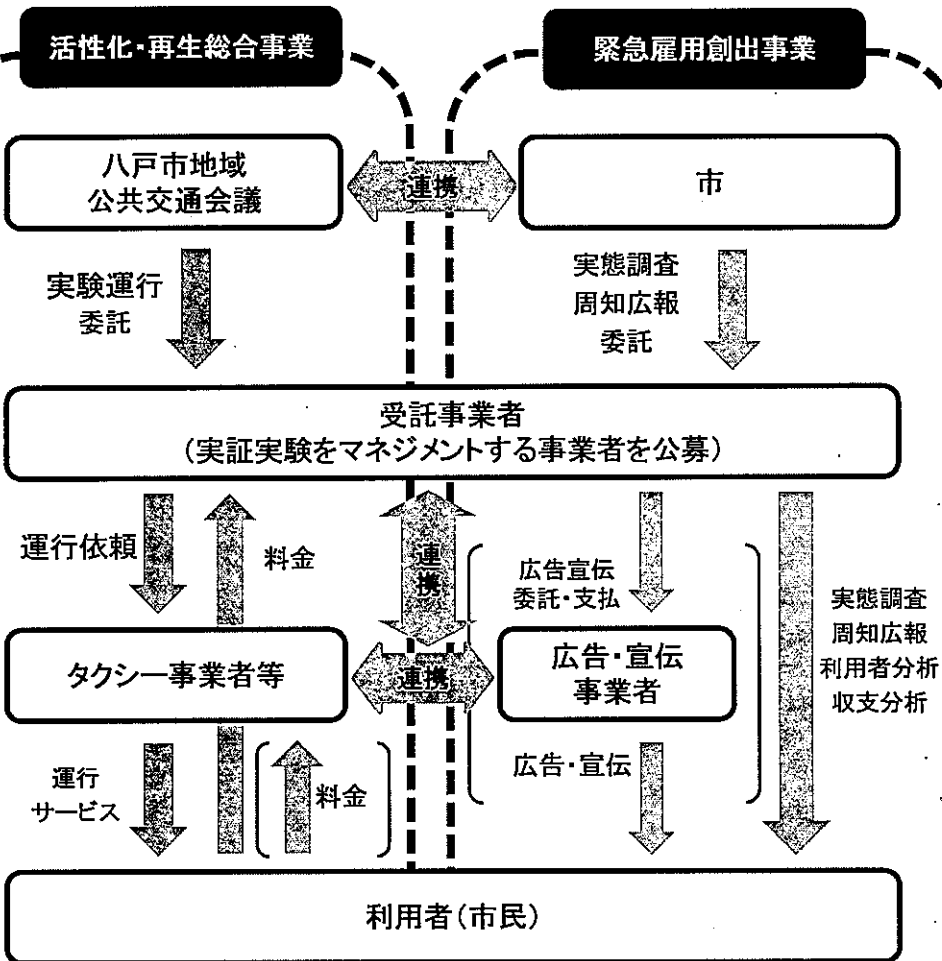 活性化・再生総合事業
緊急雇用創出事業
八戸市地域
公共交通会議
連携
市
実験運行
委託
実態調査
周知広報
委託
受託事業者
(実証実験をマネジメントする事業者を公募)
運行依頼
料金
連携
広告宣伝
委託・支払
実態調査
周知広報
利用者分析
収支分析
タクシー事業者等
連携
広告・宣伝
事業者
運行
サービス
料金
広告・宣伝
利用者(市民)